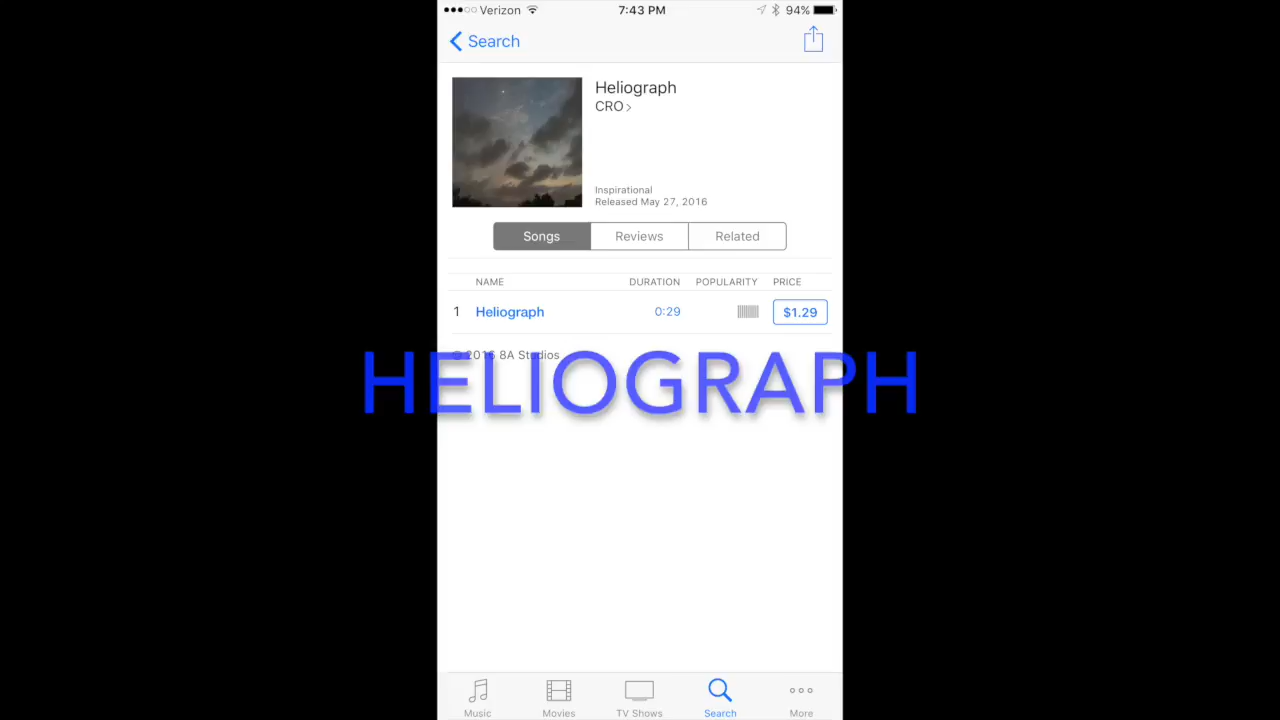 Verizon 7:43 PM 94%
Search
Heliograph
CRO >
Inspirational
Released May 27, 2016
Songs Reviews Related
NAME DURATION POPULARITY PRICE
1 Heliograph 0:29 $1.29
© 2016 8A Studios
HELIOGRAPH
Music Movies TV Shows Search More